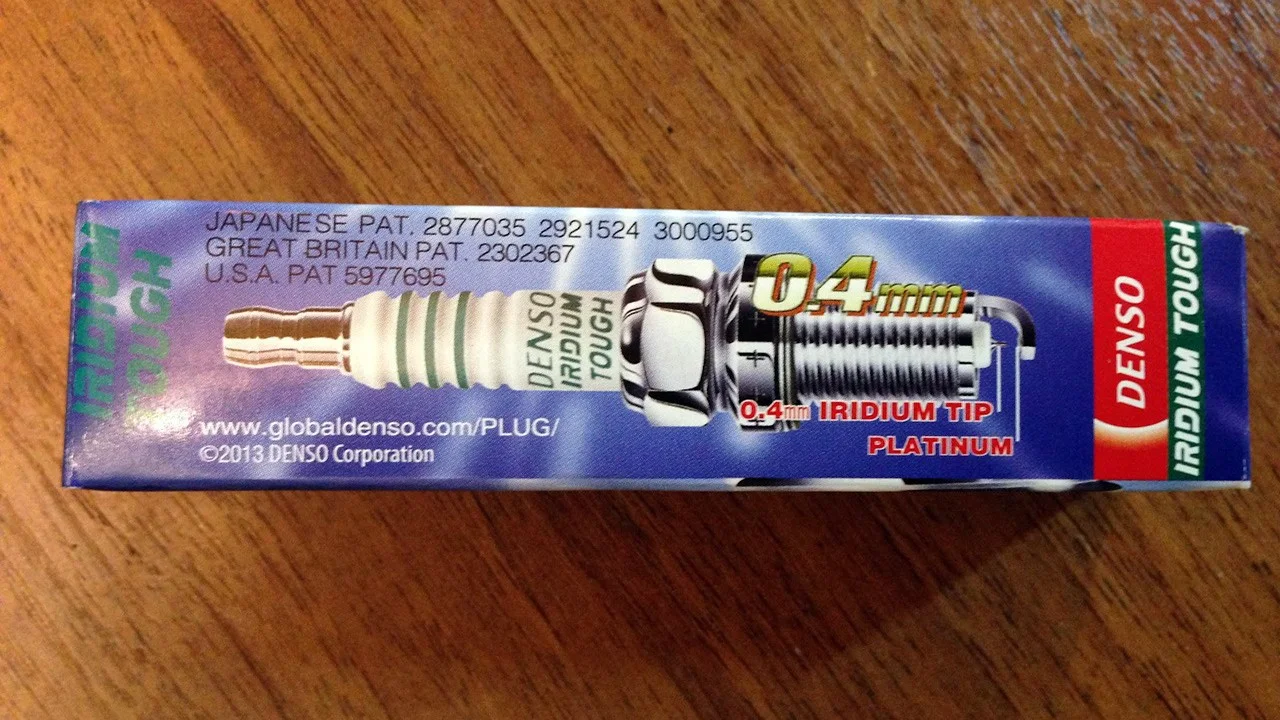 IRIDIUM
TOUGH
JAPANESE PAT. 2877035 2921524 3000955
GREAT BRITAIN PAT. 2302367
U.S.A. PAT 5977695
DENSO
IRIDIUM
TOUGH
0.4mm
0.4mm IRIDIUM TIP
PLATINUM
www.globaldenso.com/PLUG/
©2013 DENSO Corporation
DENSO
IRIDIUM TOUGH